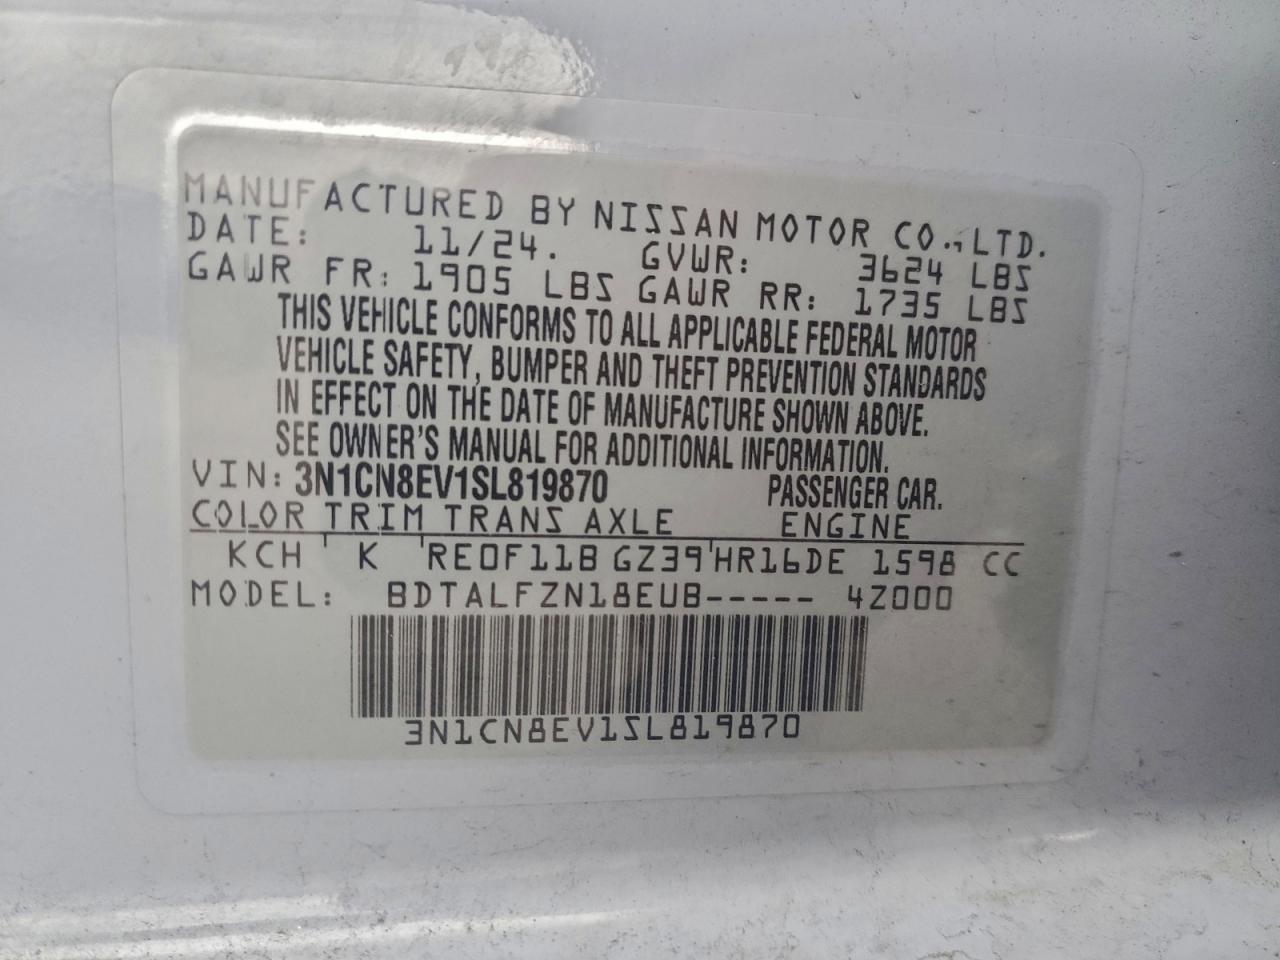 MANUFACTURED BY NISSAN MOTOR CO., LTD.
DATE: 11/24. GVWR: 3624 LBS
GAWR FR: 1905 LBS GAWR RR: 1735 LBS
THIS VEHICLE CONFORMS TO ALL APPLICABLE FEDERAL MOTOR
VEHICLE SAFETY, BUMPER AND THEFT PREVENTION STANDARDS
IN EFFECT ON THE DATE OF MANUFACTURE SHOWN ABOVE.
SEE OWNER'S MANUAL FOR ADDITIONAL INFORMATION.
VIN: 3N1CN8EV1SL819870 PASSENGER CAR.
COLOR TRIM TRANS AXLE ENGINE
KCH K RE0F11B GZ39 HR16DE 1598 CC
MODEL: BDTALFZN18EUB----- 4Z000
3N1CN8EV1SL819870